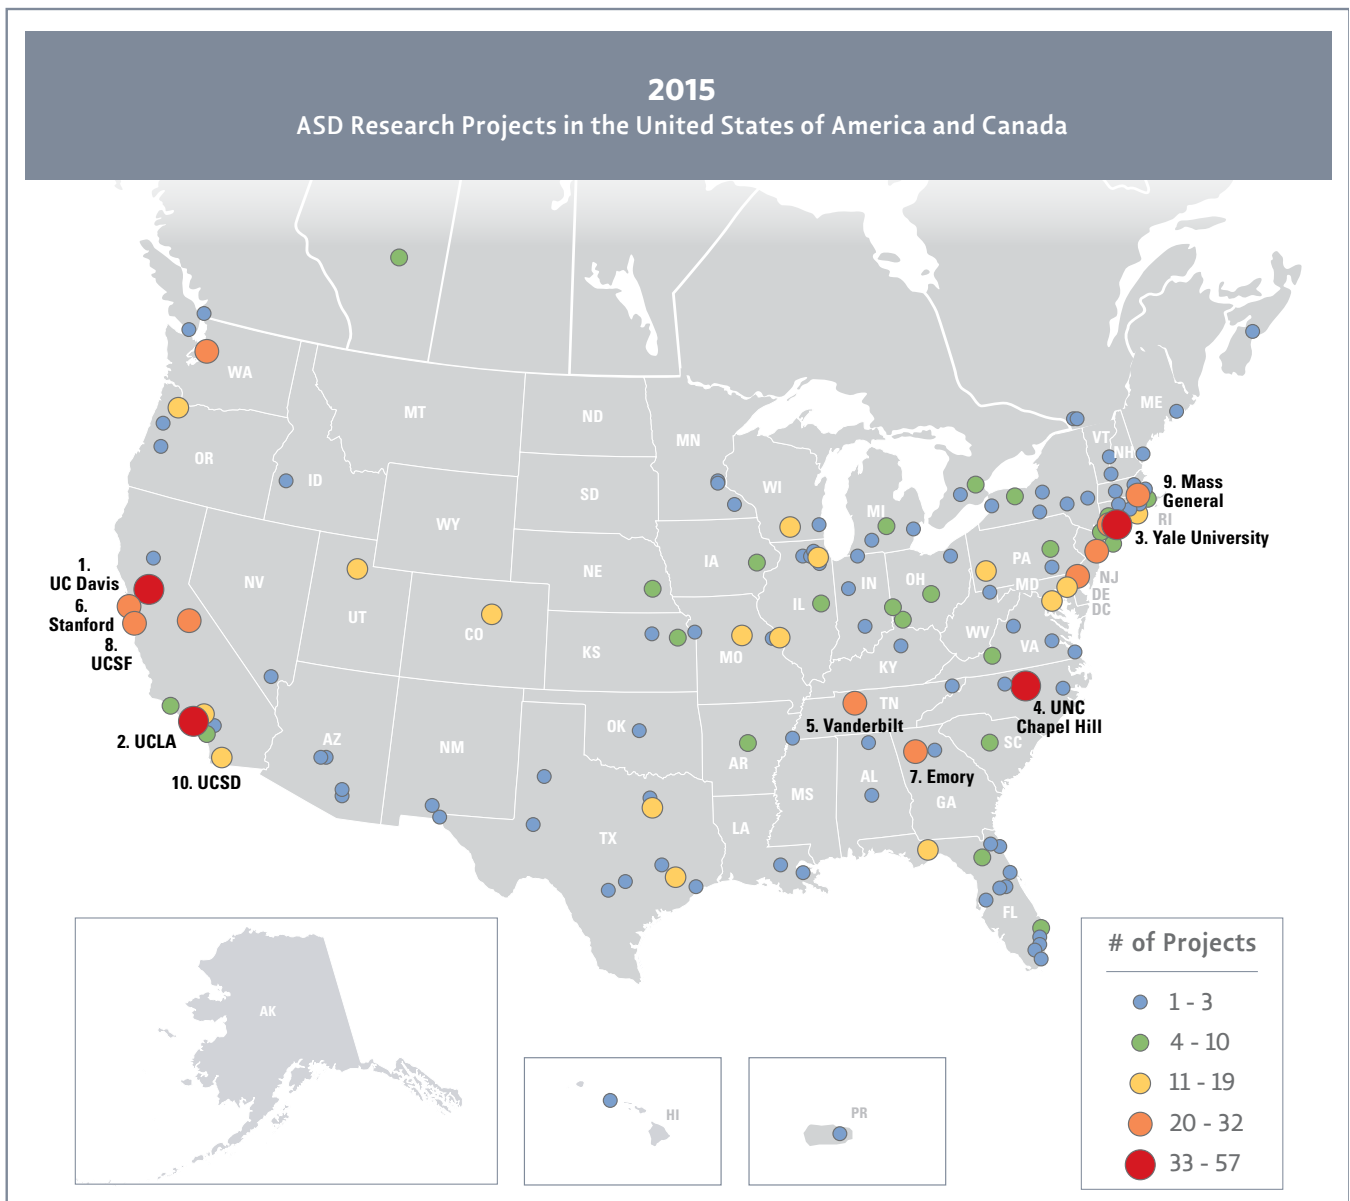 2015
ASD Research Projects in the United States of America and Canada
WA
MT
ND
MN
ME
VT
NH
OR
ID
SD
WI
MI
9. Mass
General
RI
WY
3. Yale University
1.
UC Davis
6.
Stanford
8.
UCSF
NV
UT
CO
NE
IA
IL
IN
OH
PA
NJ
MD
DE
DC
KS
MO
WV
VA
KY
TN
4. UNC
Chapel Hill
5. Vanderbilt
2. UCLA
10. UCSD
AZ
NM
OK
AR
SC
7. Emory
MS
AL
GA
TX
LA
FL
AK
HI
PR
# of Projects
1 - 3
4 - 10
11 - 19
20 - 32
33 - 57